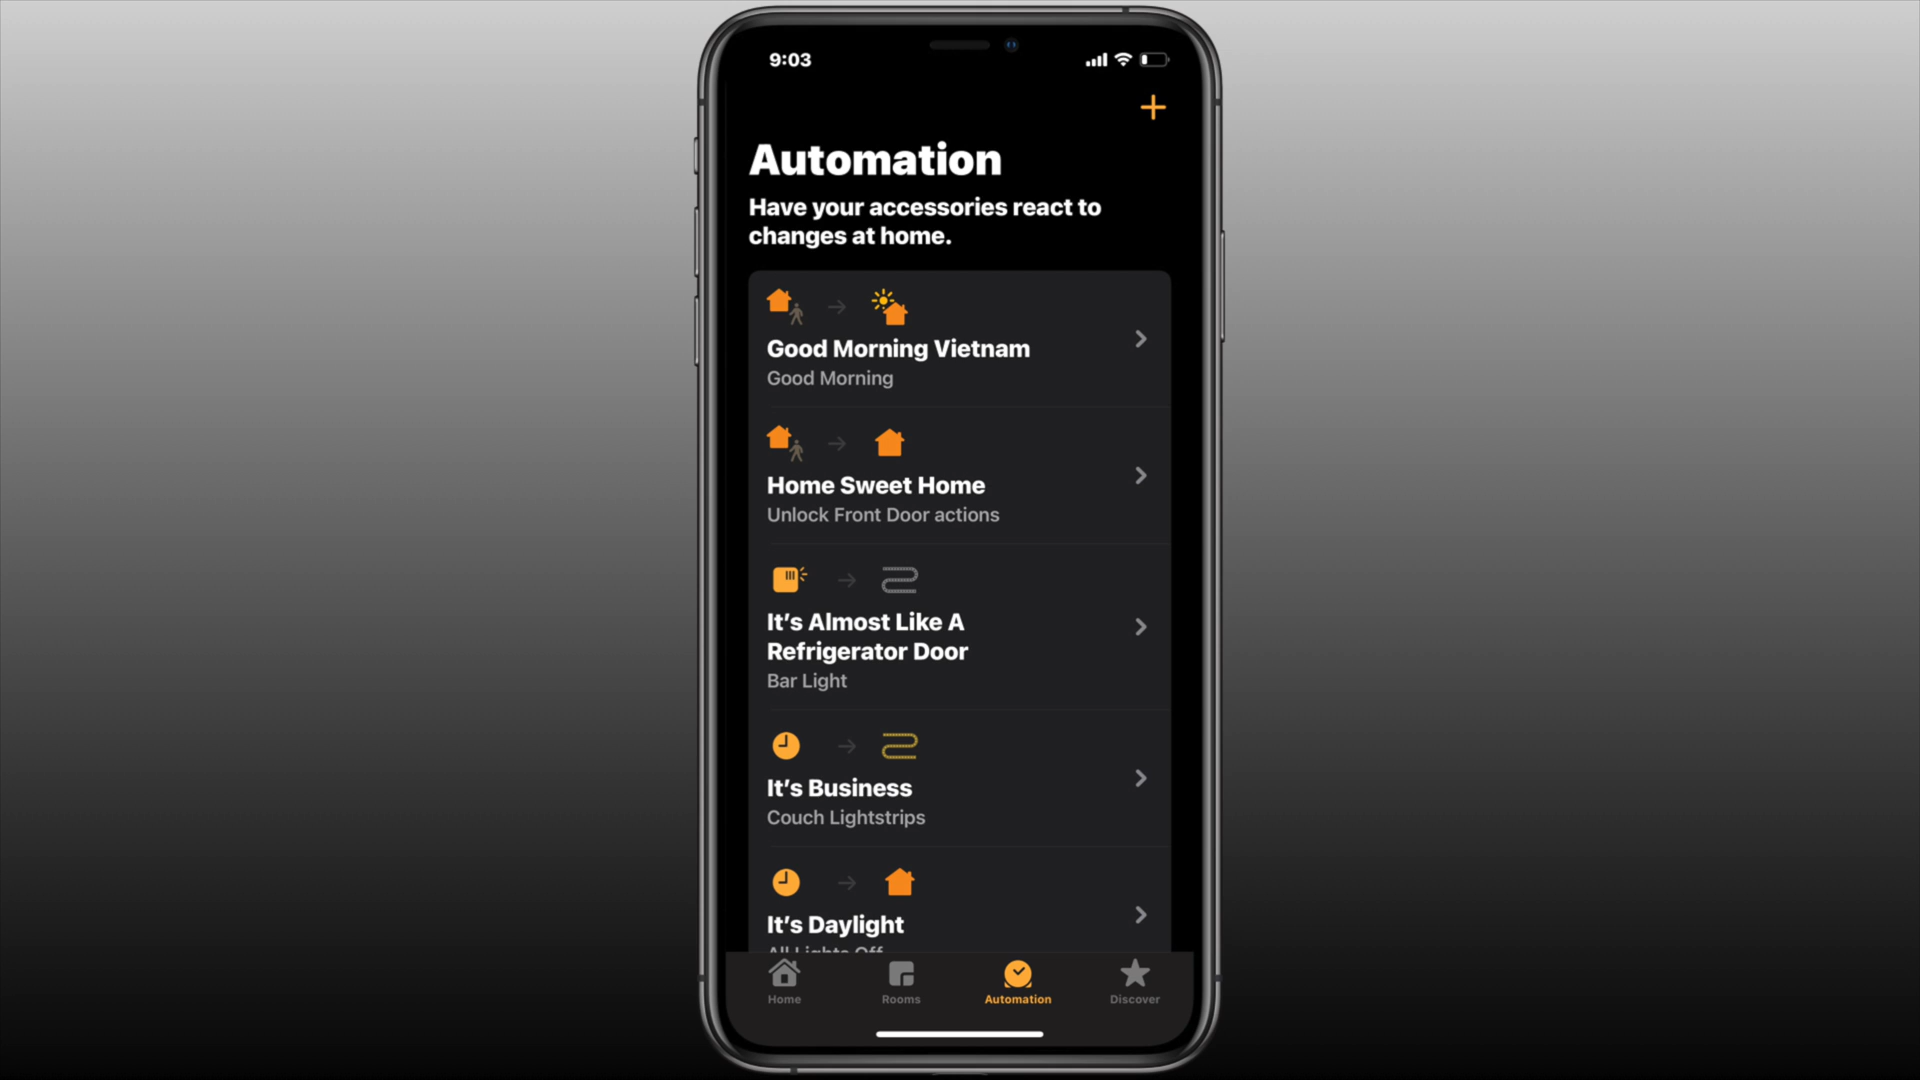 9:03
Automation
Have your accessories react to
changes at home.
Good Morning Vietnam
Good Morning
Home Sweet Home
Unlock Front Door actions
It's Almost Like A
Refrigerator Door
Bar Light
It's Business
Couch Lightstrips
It's Daylight
All Lights Off
Home
Rooms
Automation
Discover